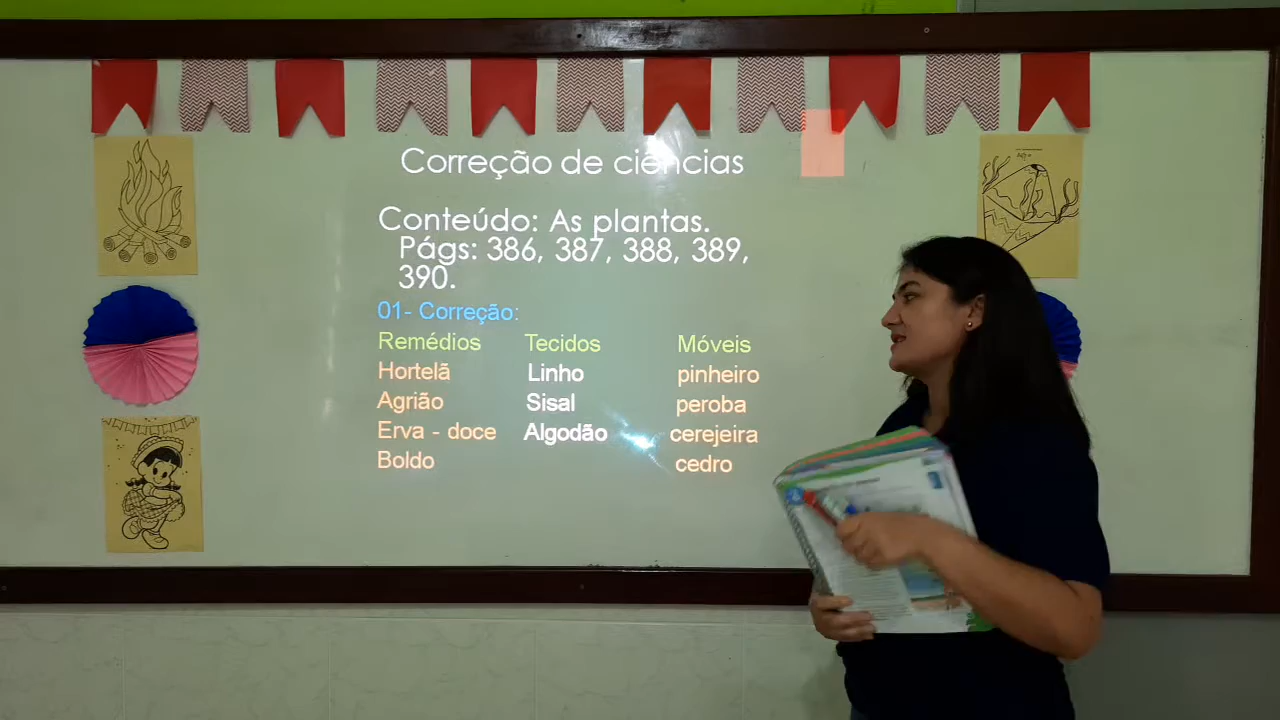 Correção de ciências
Conteúdo: As plantas.
Págs: 386, 387, 388, 389,
390.
01- Correção:
Remédios Tecidos Móveis
Hortelã Linho pinheiro
Agrião Sisal peroba
Erva - doce Algodão cerejeira
Boldo cedro